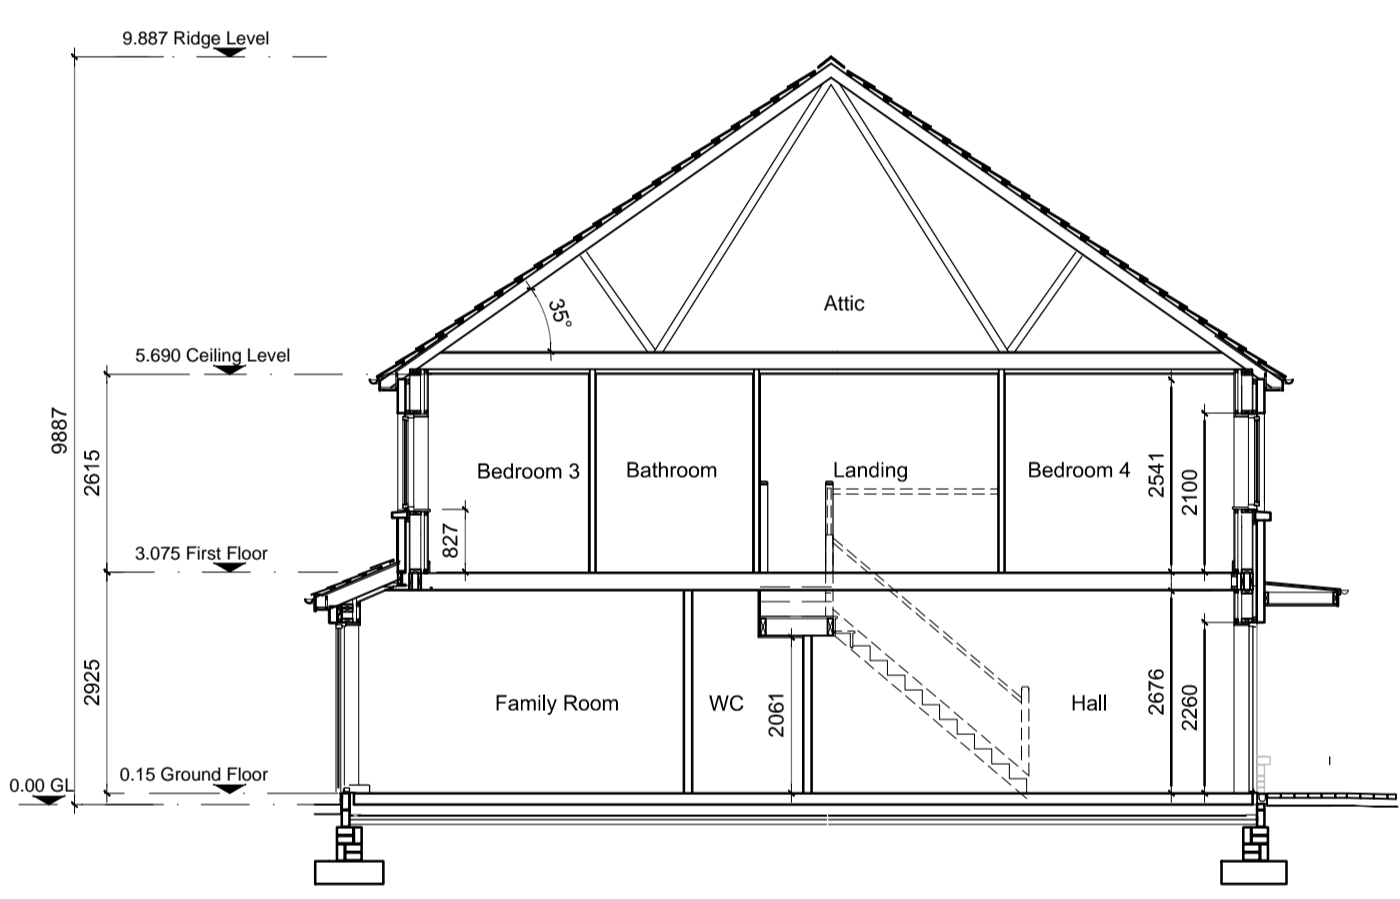 9.887 Ridge Level
35°
Attic
5.690 Ceiling Level
9887
2615
Bedroom 3
Bathroom
Landing
Bedroom 4
2541
2100
827
3.075 First Floor
2925
Family Room
WC
2061
Hall
2676
2260
0.15 Ground Floor
0.00 GL